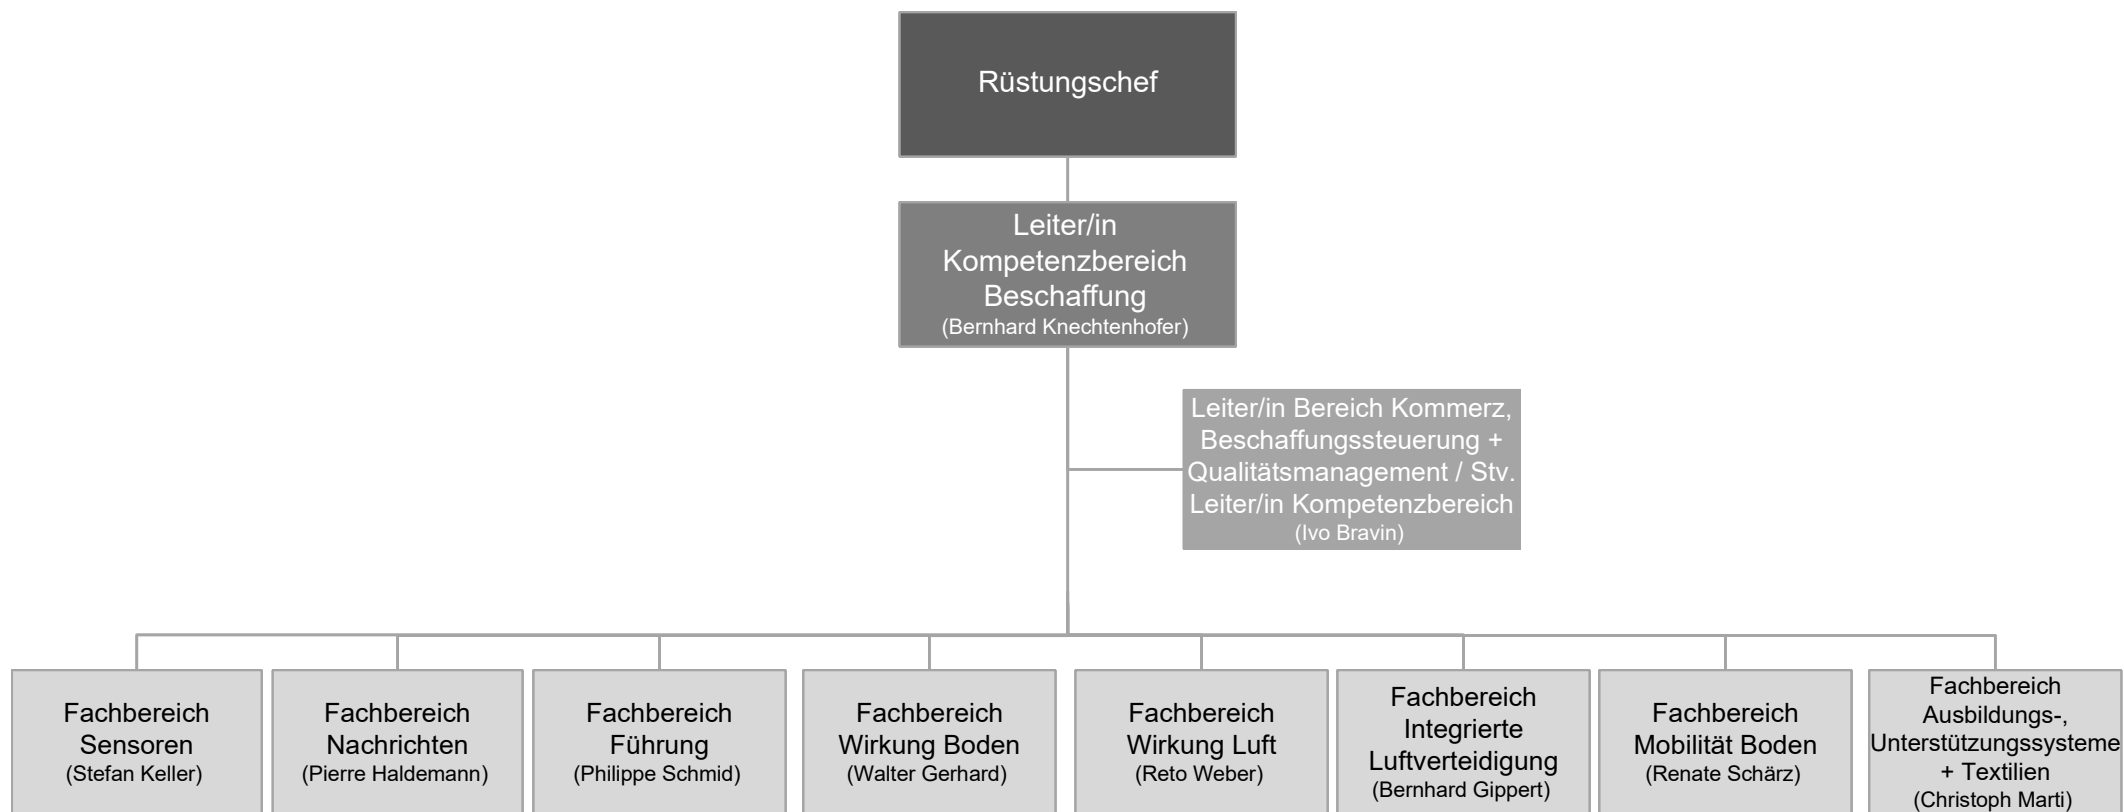 Rüstungschef
Leiter/in
Kompetenzbereich
Beschaffung
(Bernhard Knechtenhofer)
Leiter/in Bereich Kommerz,
Beschaffungssteuerung +
Qualitätsmanagement / Stv.
Leiter/in Kompetenzbereich
(Ivo Bravin)
Fachbereich
Sensoren
(Stefan Keller)
Fachbereich
Nachrichten
(Pierre Haldemann)
Fachbereich
Führung
(Philippe Schmid)
Fachbereich
Wirkung Boden
(Walter Gerhard)
Fachbereich
Wirkung Luft
(Reto Weber)
Fachbereich
Integrierte
Luftverteidigung
(Bernhard Gippert)
Fachbereich
Mobilität Boden
(Renate Schärz)
Fachbereich
Ausbildungs-,
Unterstützungssysteme
+ Textilien
(Christoph Marti)